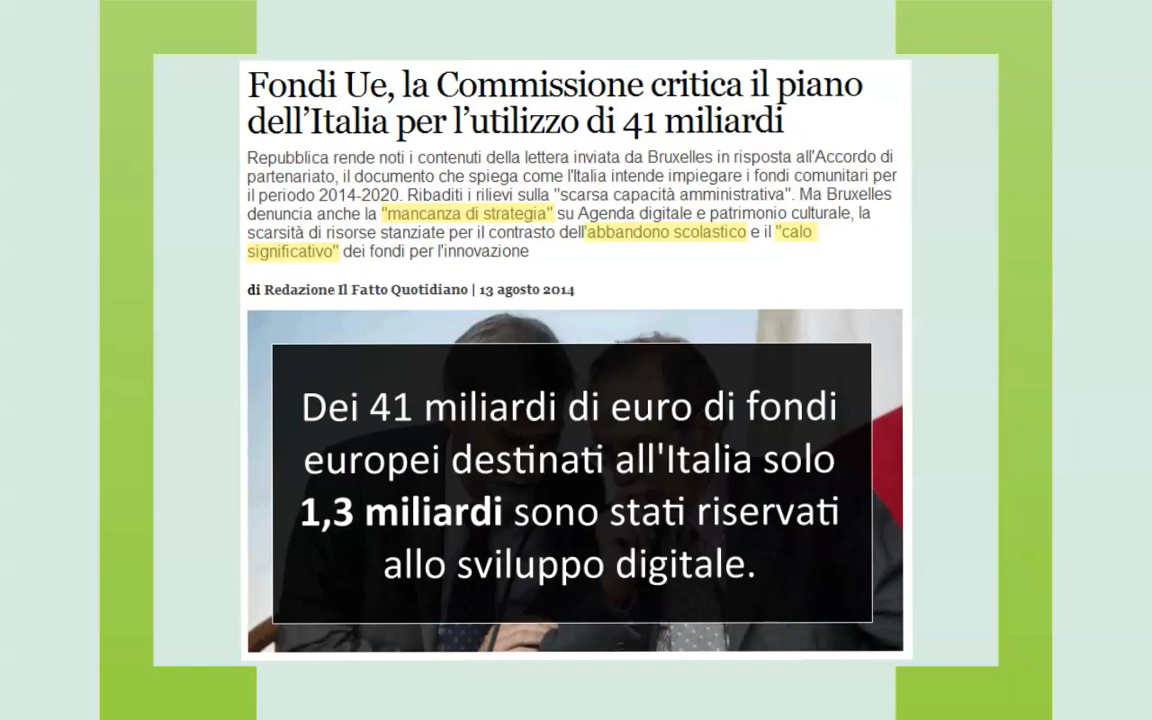 Fondi Ue, la Commissione critica il piano
dell’Italia per l’utilizzo di 41 miliardi
Repubblica rende noti i contenuti della lettera inviata da Bruxelles in risposta all'Accordo di
partenariato, il documento che spiega come l'Italia intende impiegare i fondi comunitari per
il periodo 2014-2020. Ribaditi i rilievi sulla "scarsa capacità amministrativa". Ma Bruxelles
denuncia anche la "mancanza di strategia" su Agenda digitale e patrimonio culturale, la
scarsità di risorse stanziate per il contrasto dell'abbandono scolastico e il "calo
significativo" dei fondi per l'innovazione
di Redazione Il Fatto Quotidiano | 13 agosto 2014
Dei 41 miliardi di euro di fondi
europei destinati all'Italia solo
1,3 miliardi sono stati riservati
allo sviluppo digitale.